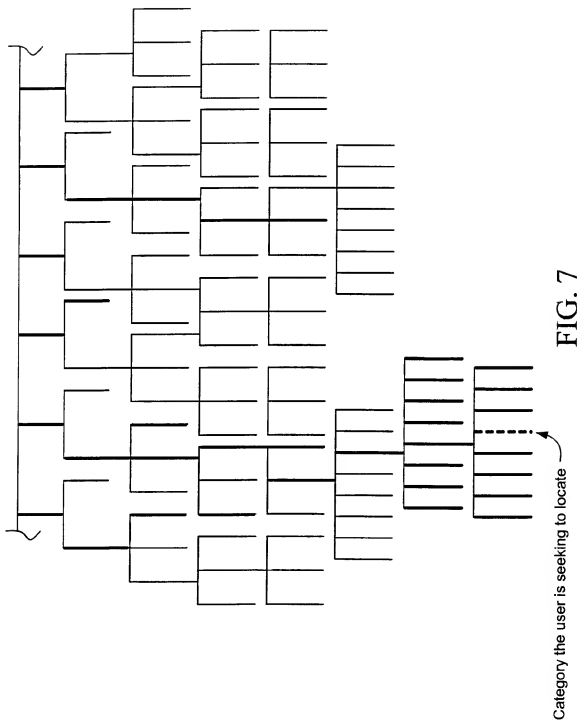 FIG. 7
Category the user is seeking to locate